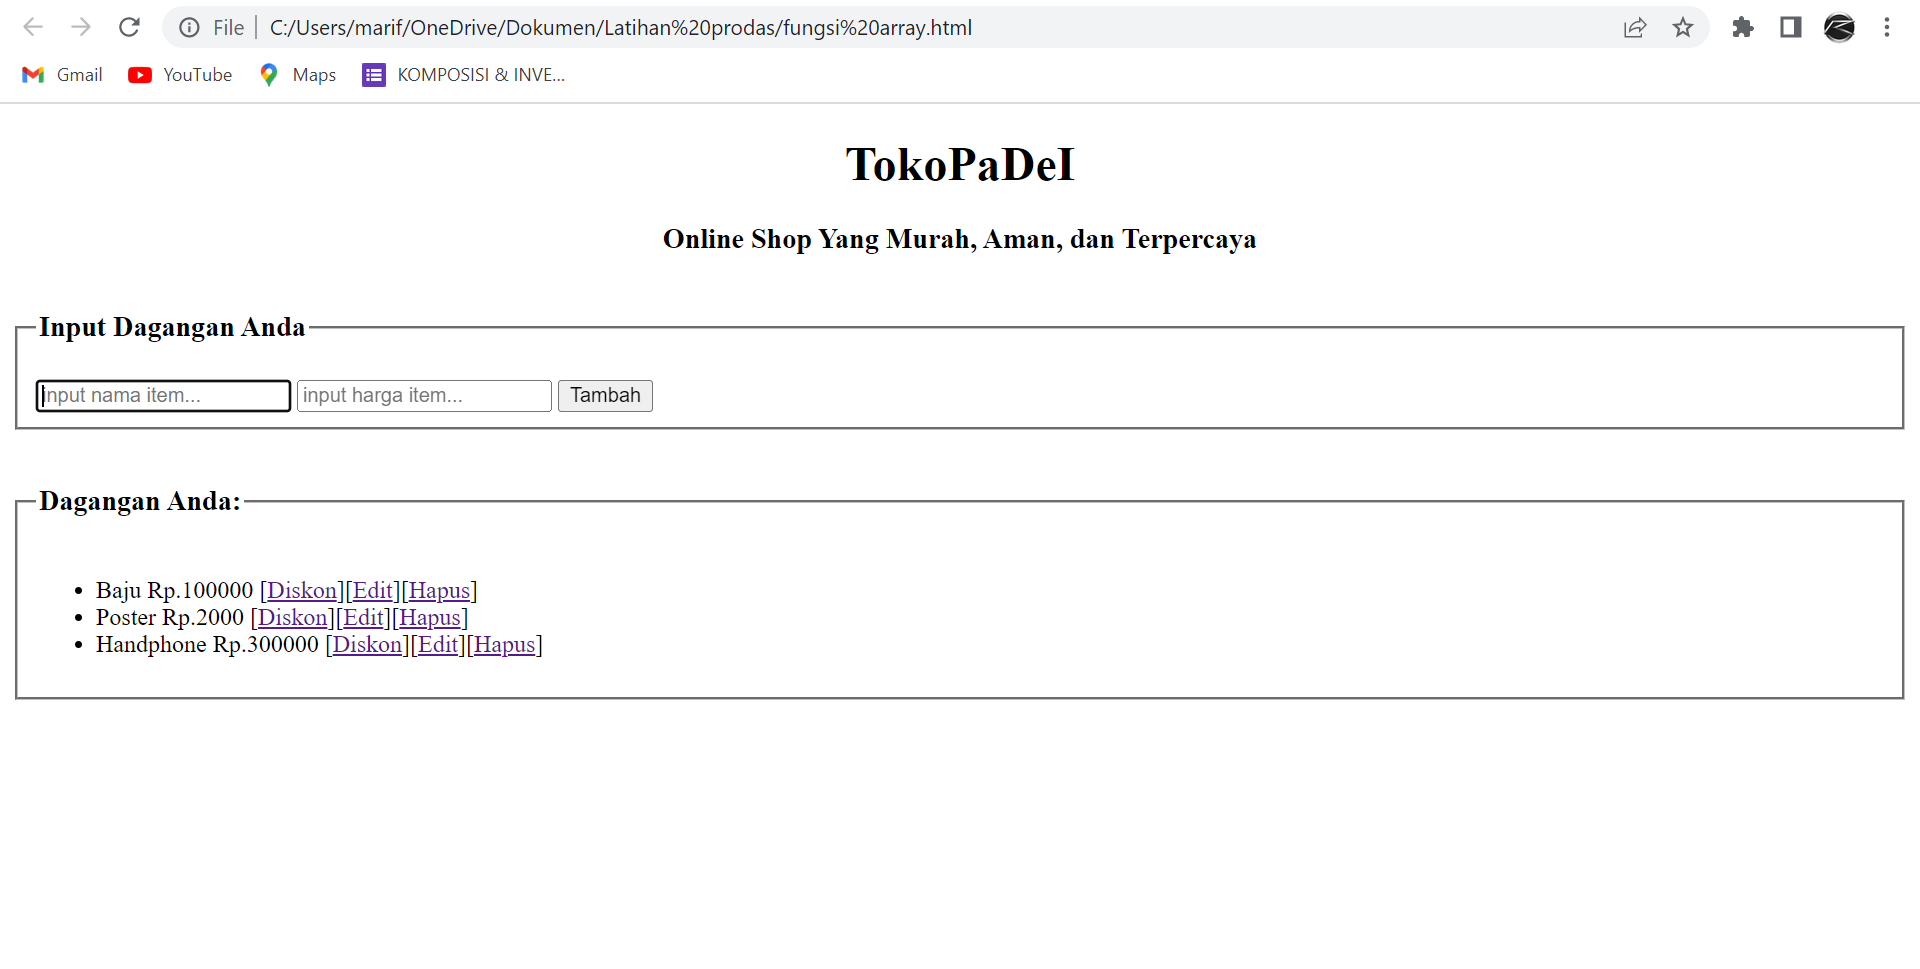 File | C:/Users/marif/OneDrive/Dokumen/Latihan%20prodas/fungsi%20array.html
Gmail YouTube Maps KOMPOSISI & INVE...
TokoPaDeI
Online Shop Yang Murah, Aman, dan Terpercaya
Input Dagangan Anda
input nama item... input harga item... Tambah
Dagangan Anda:
• Baju Rp.100000 [Diskon][Edit][Hapus]
• Poster Rp.2000 [Diskon][Edit][Hapus]
• Handphone Rp.300000 [Diskon][Edit][Hapus]